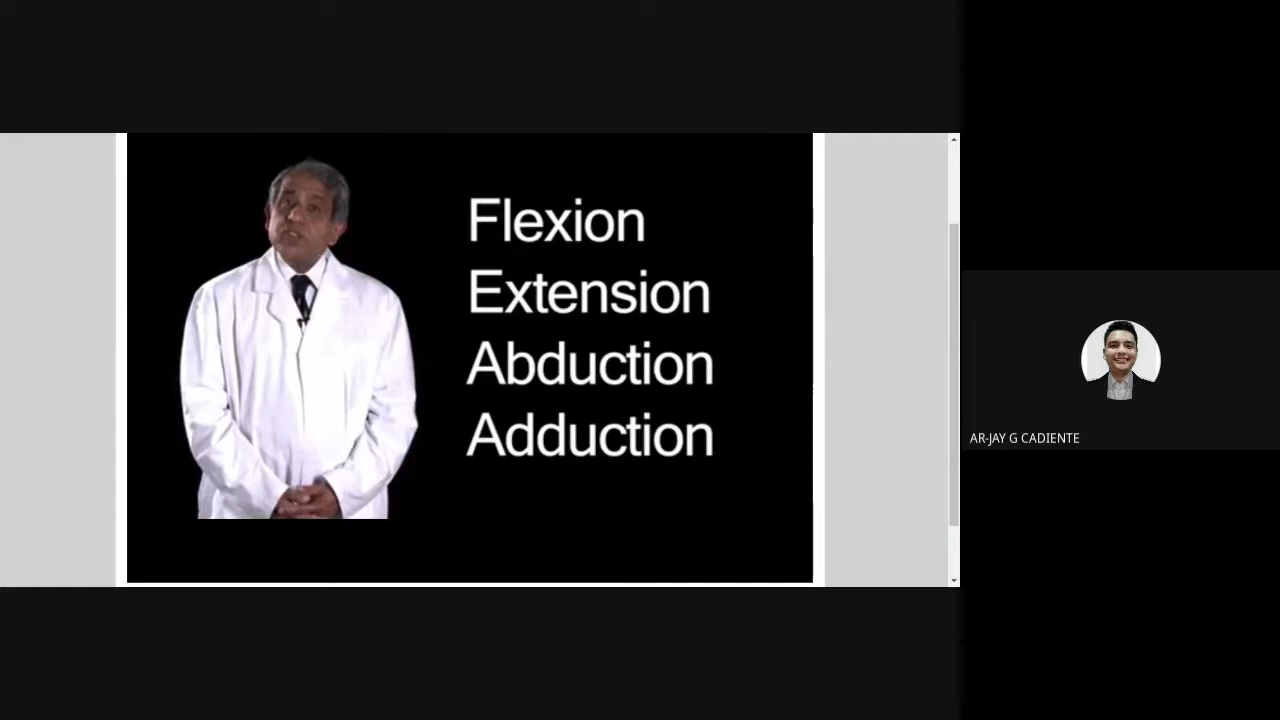 Flexion
Extension
Abduction
Adduction
AR-JAY G CADIENTE